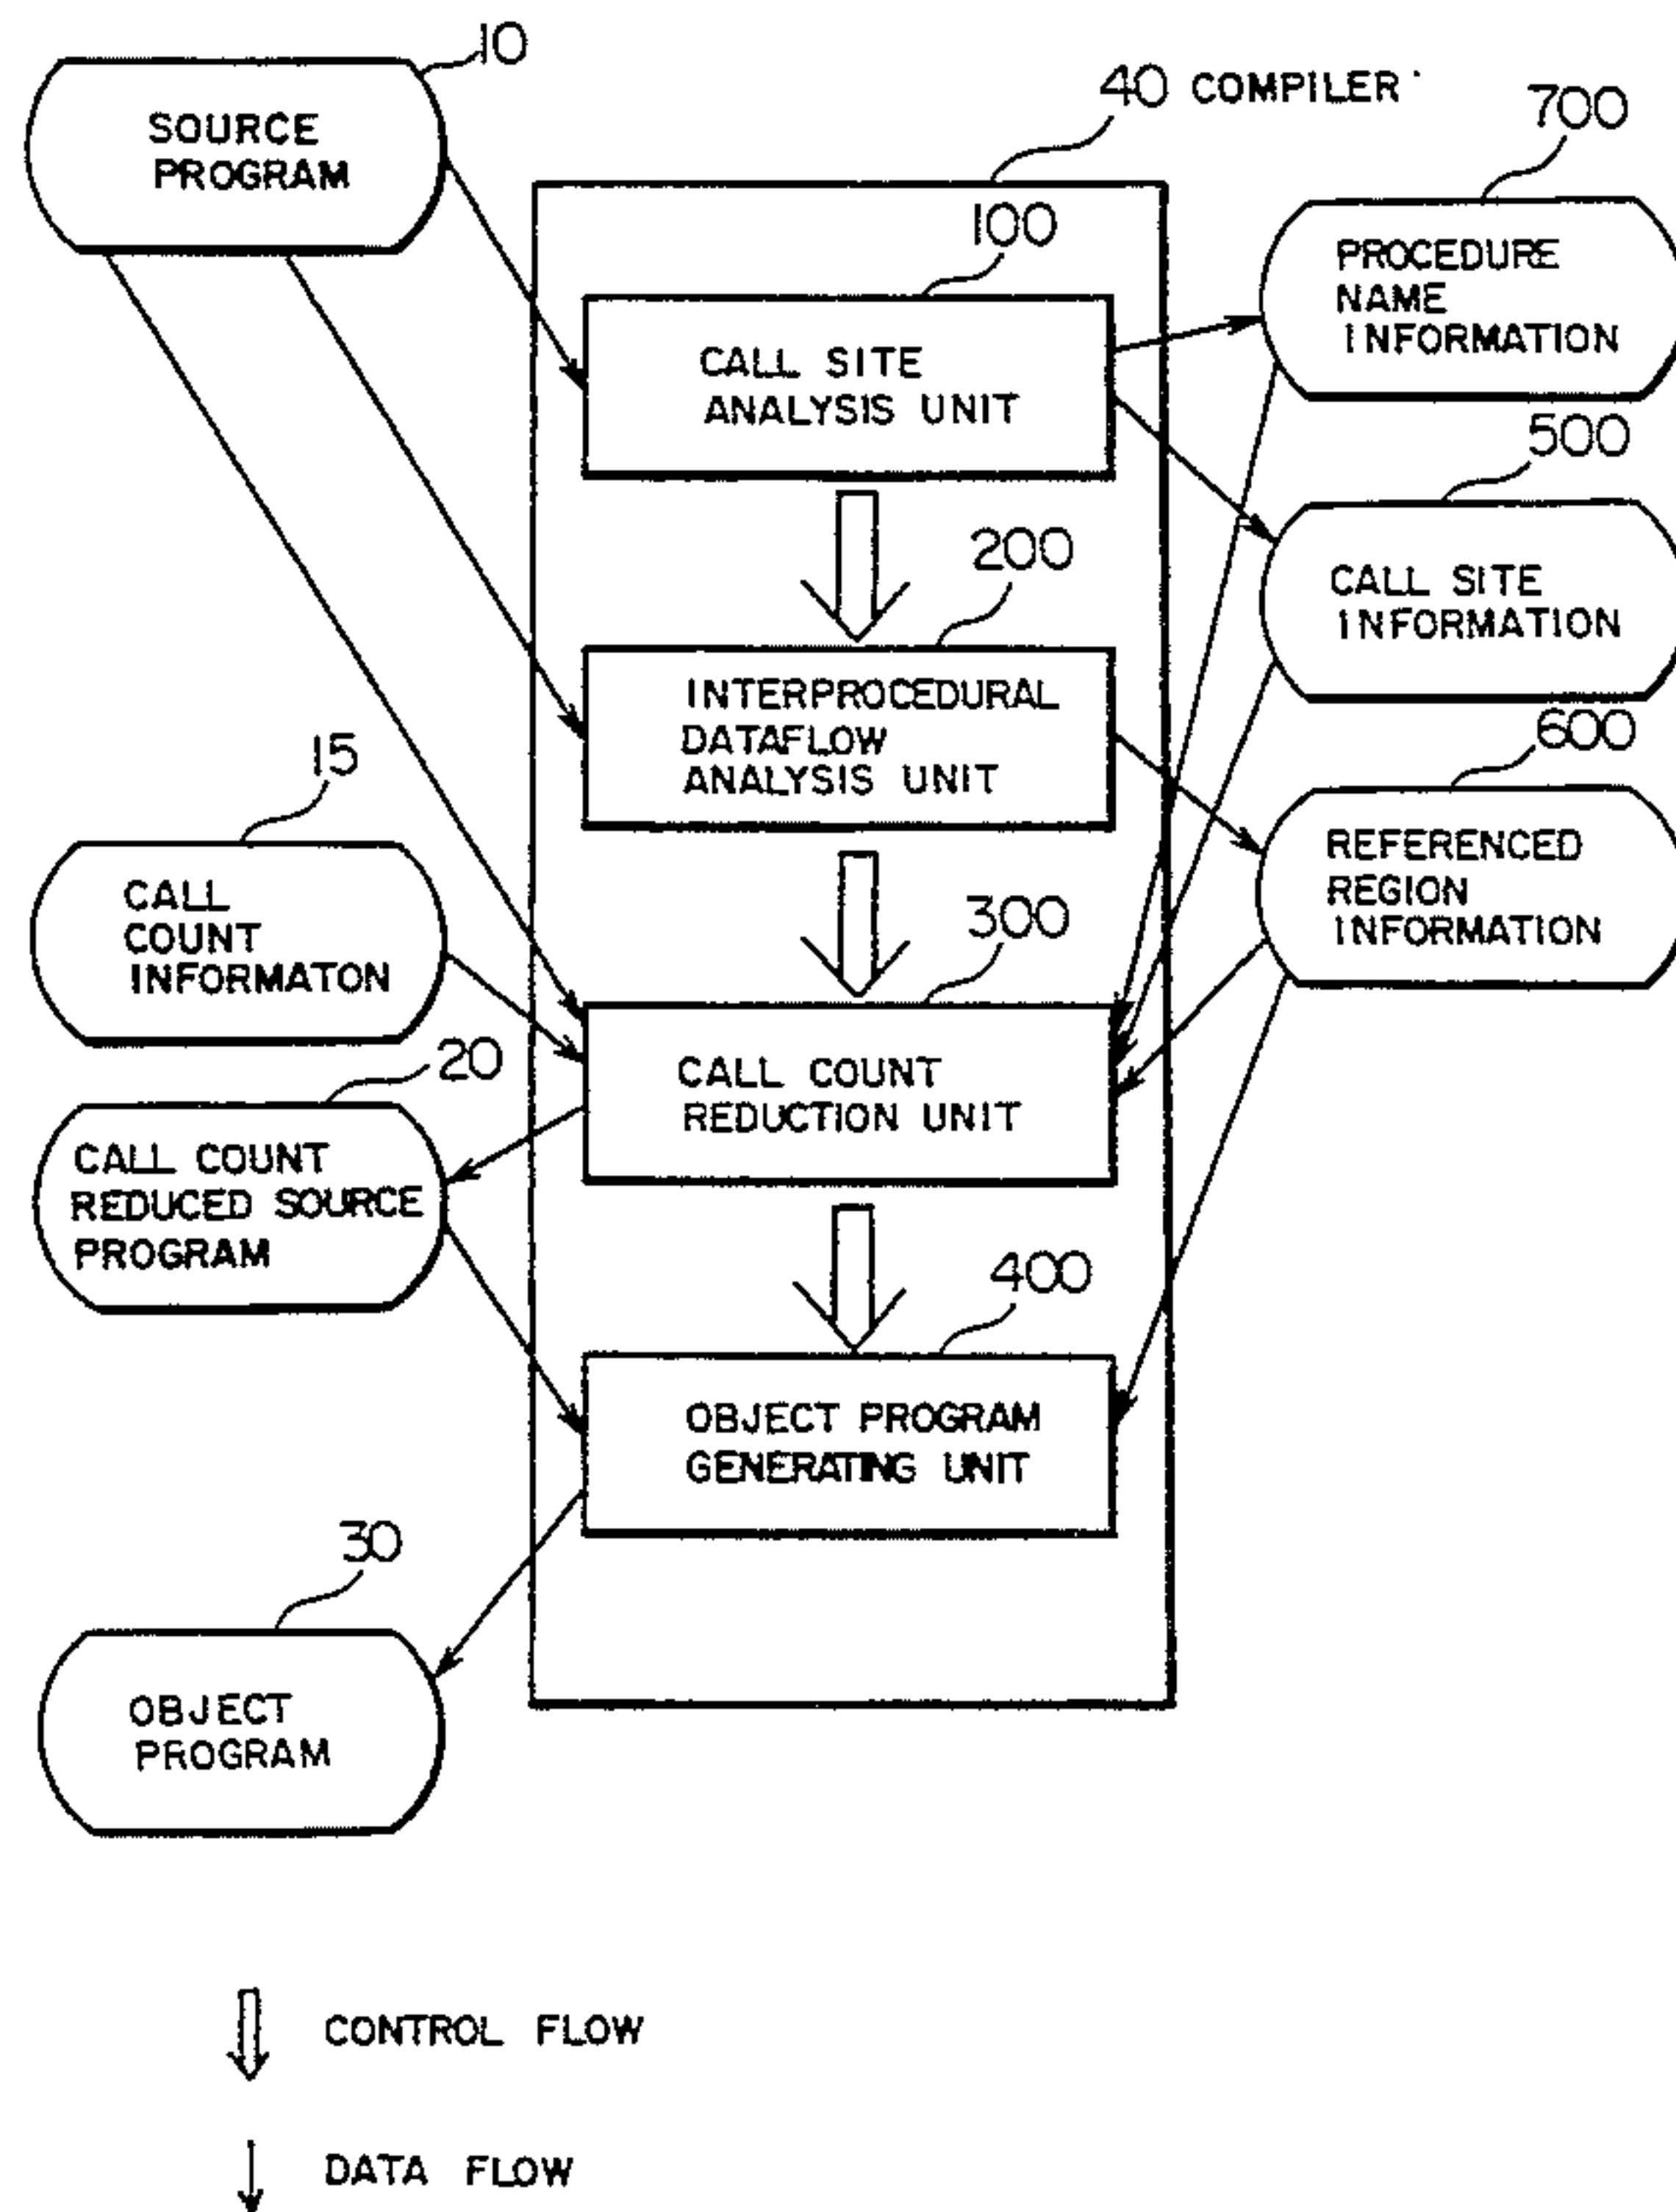 10
SOURCE
PROGRAM
40 COMPILER
700
PROCEDURE
NAME
INFORMATION
100
CALL SITE
ANALYSIS UNIT
500
CALL SITE
INFORMATION
200
INTERPROCEDURAL
DATAFLOW
ANALYSIS UNIT
600
REFERENCED
REGION
INFORMATION
15
CALL
COUNT
INFORMATON
300
CALL COUNT
REDUCTION UNIT
20
CALL COUNT
REDUCED SOURCE
PROGRAM
400
OBJECT PROGRAM
GENERATING UNIT
30
OBJECT
PROGRAM
CONTROL FLOW
DATA FLOW